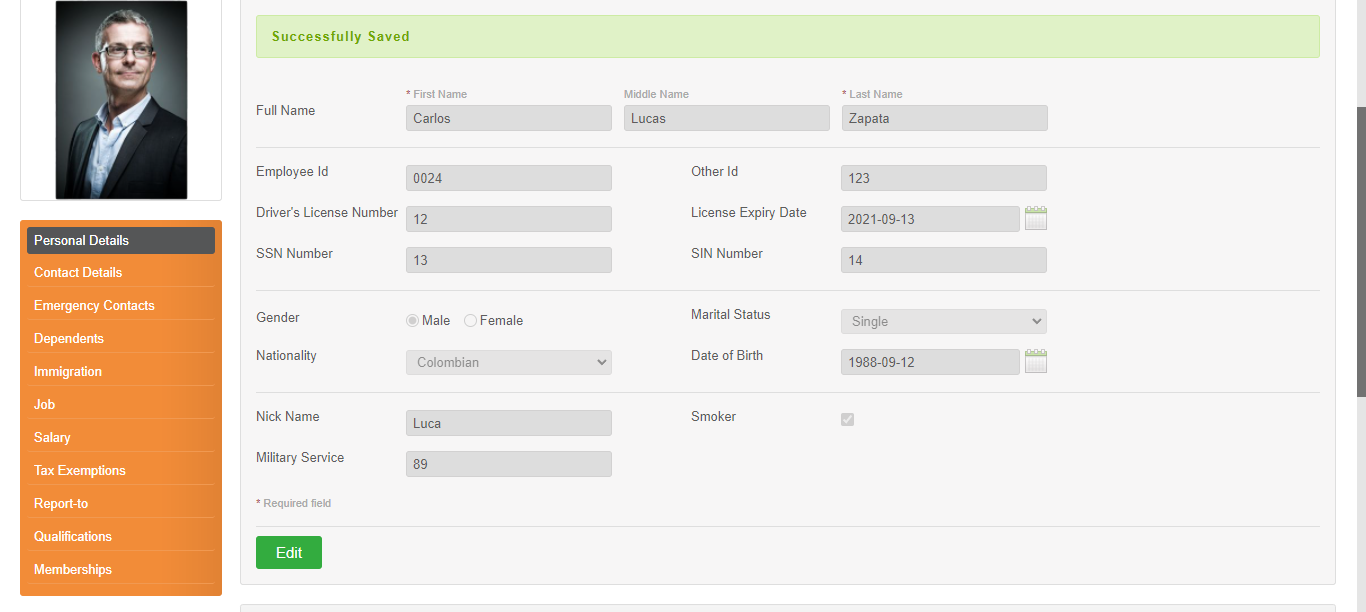 Successfully Saved
* First Name Middle Name * Last Name
Full Name Carlos Lucas Zapata
Employee Id 0024 Other Id 123
Driver's License Number 12 License Expiry Date 2021-09-13
SSN Number 13 SIN Number 14
Gender Male Female Marital Status Single
Nationality Colombian Date of Birth 1988-09-12
Nick Name Luca Smoker
Military Service 89
* Required field
Edit
Personal Details
Contact Details
Emergency Contacts
Dependents
Immigration
Job
Salary
Tax Exemptions
Report-to
Qualifications
Memberships